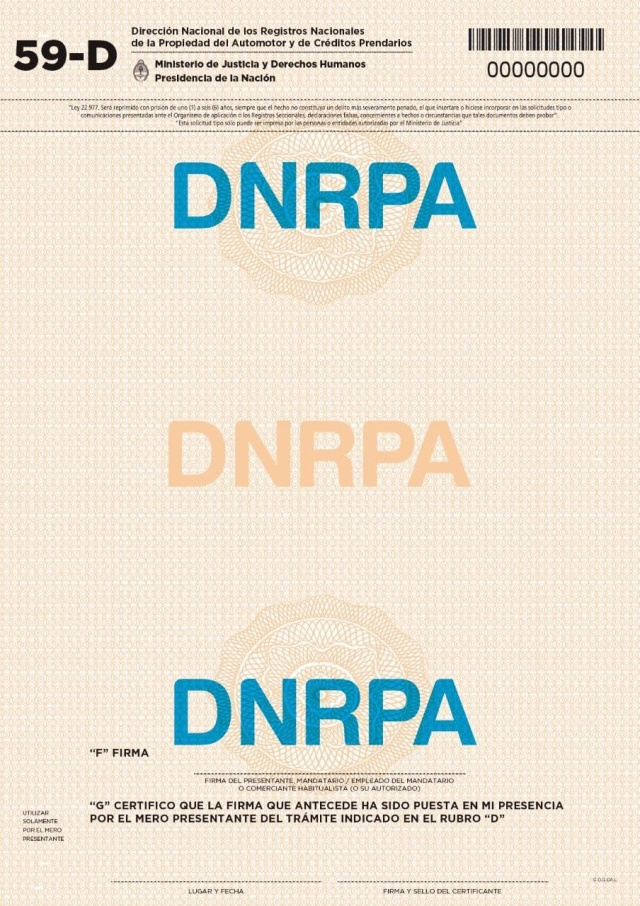 59-D
Dirección Nacional de los Registros Nacionales
de la Propiedad del Automotor y de Créditos Prendarios
Ministerio de Justicia y Derechos Humanos
Presidencia de la Nación
00000000
"Ley 22.977. Será reprimido con prisión de uno (1) a seis (6) años, siempre que el hecho no constituya un delito más severamente penado, el que insertare o hiciese incorporar en las solicitudes tipo o
comunicaciones presentadas ante el Organismo de aplicación o los Registros Seccionales, declaraciones falsas, concernientes a hechos o circunstancias que tales documentos deben probar".
"Esta solicitud tipo sólo puede ser impresa por las personas o entidades autorizadas por el Ministerio de Justicia"
DNRPA
DNRPA
DNRPA
"F" FIRMA
FIRMA DEL PRESENTANTE, MANDATARIO / EMPLEADO DEL MANDATARIO
O COMERCIANTE HABITUALISTA (O SU AUTORIZADO)
"G" CERTIFICO QUE LA FIRMA QUE ANTECEDE HA SIDO PUESTA EN MI PRESENCIA
POR EL MERO PRESENTANTE DEL TRÁMITE INDICADO EN EL RUBRO "D"
UTILIZAR
SOLAMENTE
POR EL MERO
PRESENTANTE
LUGAR Y FECHA
FIRMA Y SELLO DEL CERTIFICANTE